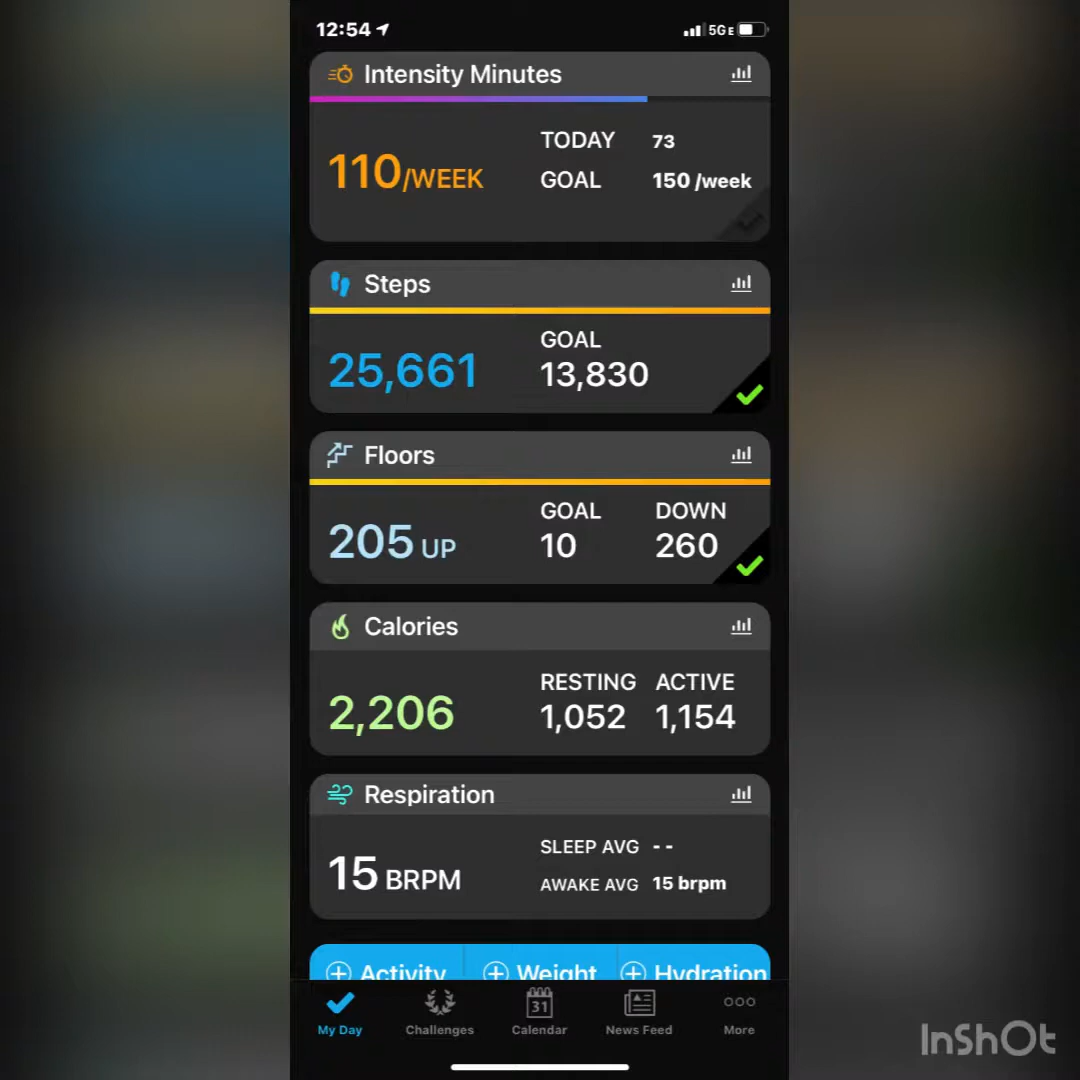 12:54 5GE
Intensity Minutes
110/WEEK
TODAY 73
GOAL 150 /week
Steps
25,661
GOAL
13,830
Floors
205 UP
GOAL DOWN
10 260
Calories
2,206
RESTING ACTIVE
1,052 1,154
Respiration
15 BRPM
SLEEP AVG --
AWAKE AVG 15 brpm
Activity Weight Hydration
31
My Day Challenges Calendar News Feed More
InShOt